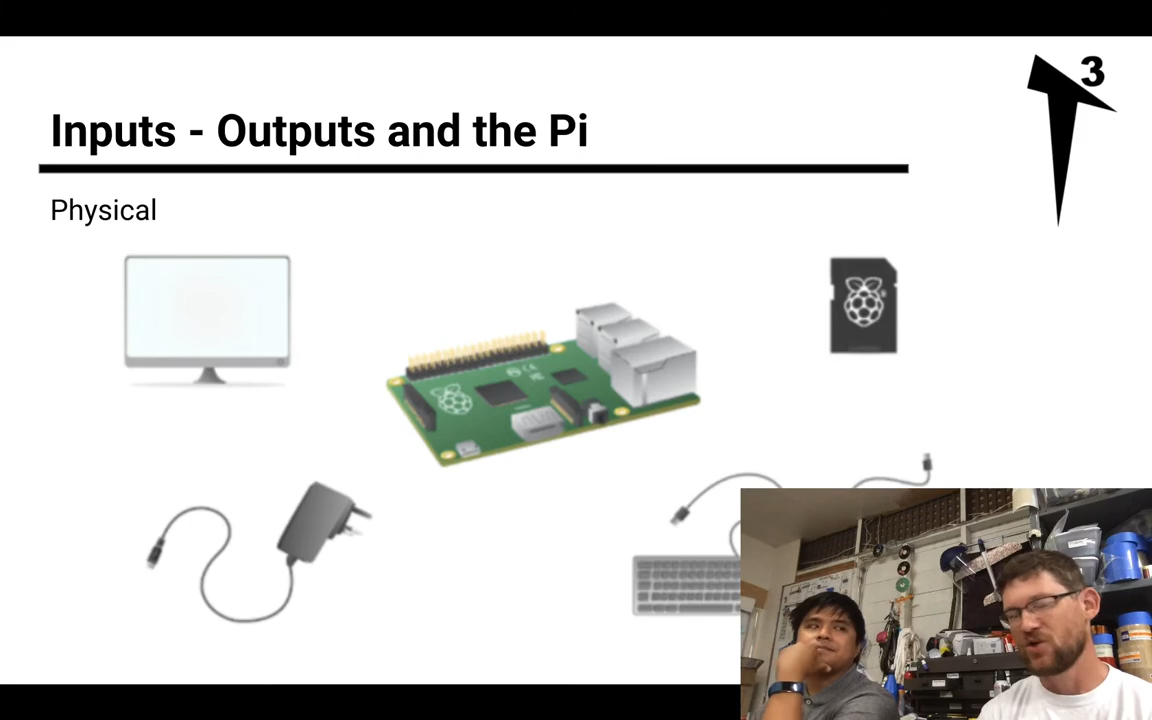 3
Inputs - Outputs and the Pi
Physical